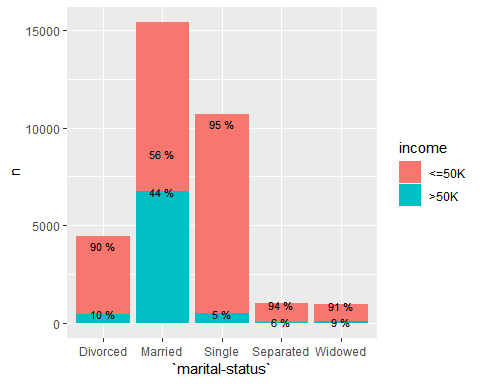 15000
10000
5000
0
n
90 %
10 %
56 %
44 %
95 %
5 %
94 %
6 %
91 %
9 %
Divorced Married Single Separated Widowed
`marital-status`
income
<=50K
>50K